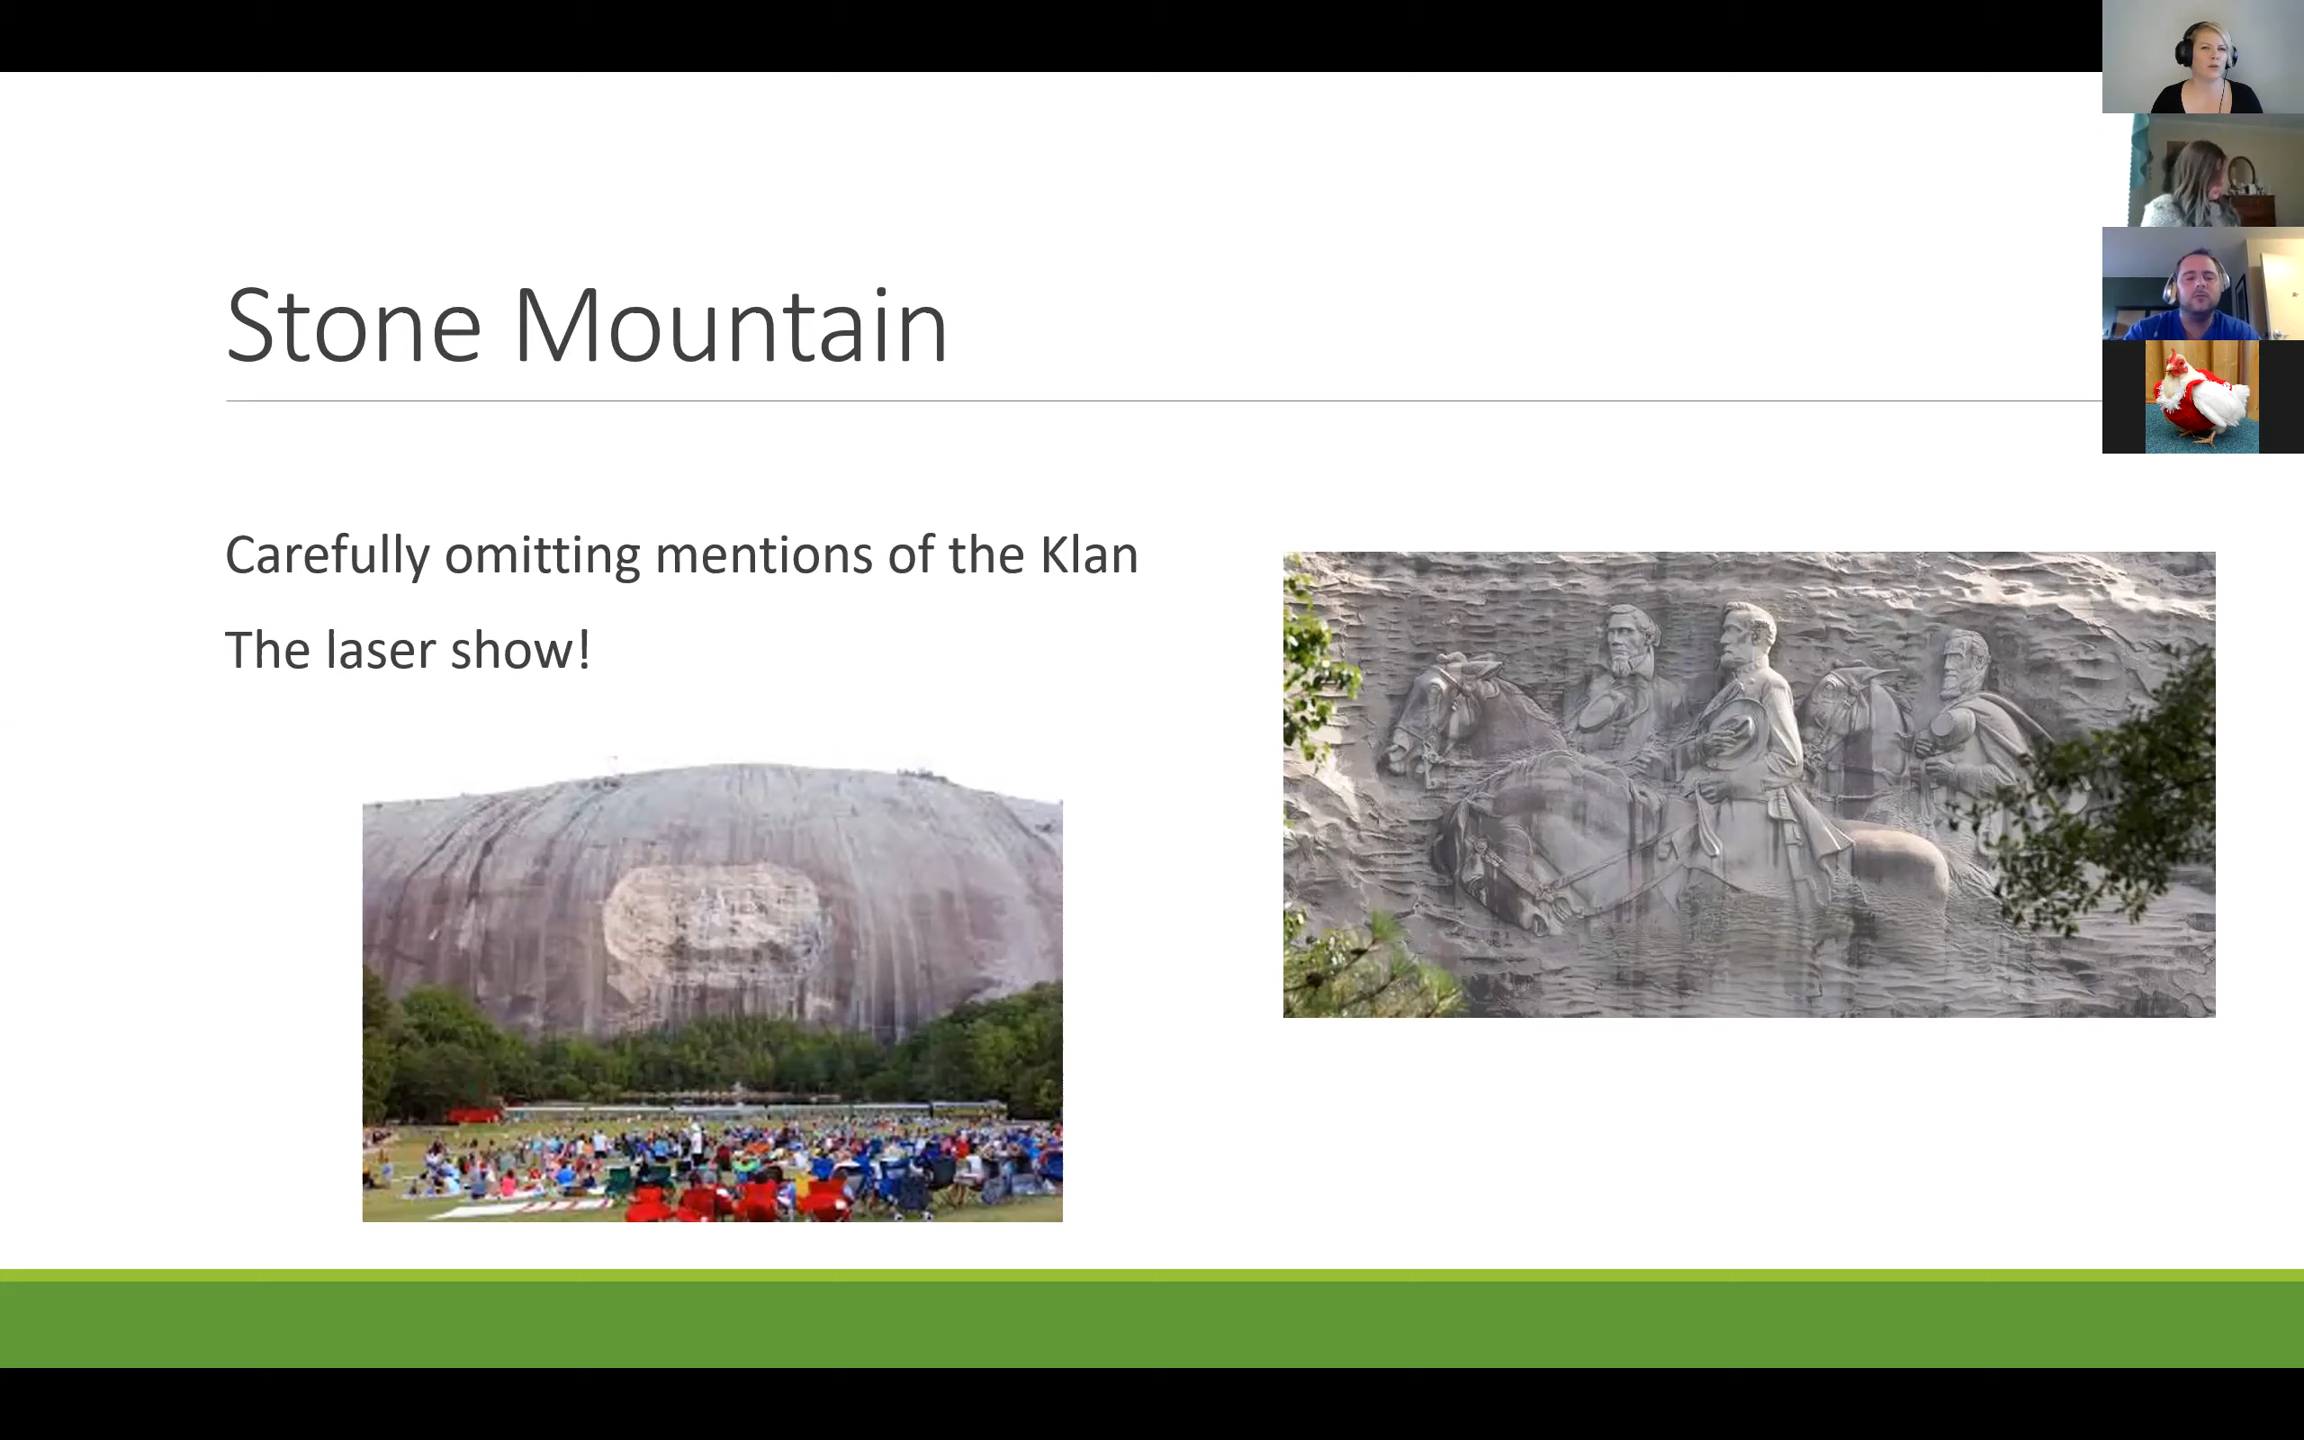 Stone Mountain
Carefully omitting mentions of the Klan
The laser show!